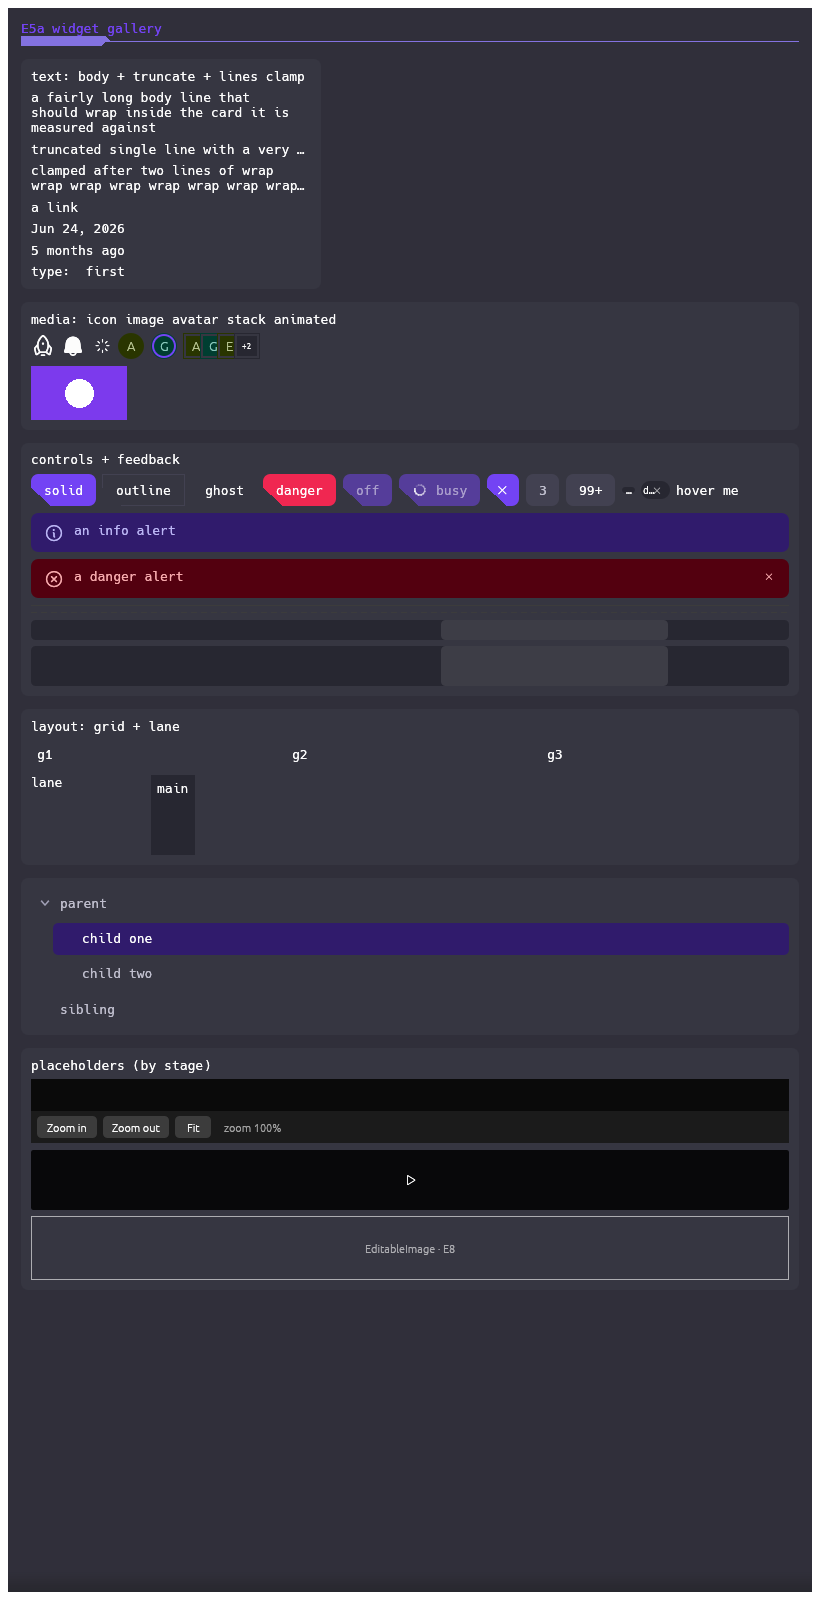 E5a widget gallery
text: body + truncate + lines clamp
a fairly long body line that
should wrap inside the card it is
measured against
truncated single line with a very …
clamped after two lines of wrap
wrap wrap wrap wrap wrap wrap wrap…
a link
Jun 24, 2026
5 months ago
type:  first
media: icon image avatar stack animated
A G A G E +2
controls + feedback
solid outline ghost danger off busy × 3 99+ … d… × hover me
an info alert
a danger alert ×
layout: grid + lane
g1 g2 g3
lane main
parent
child one
child two
sibling
placeholders (by stage)
Zoom in Zoom out Fit zoom 100%
EditableImage · E8